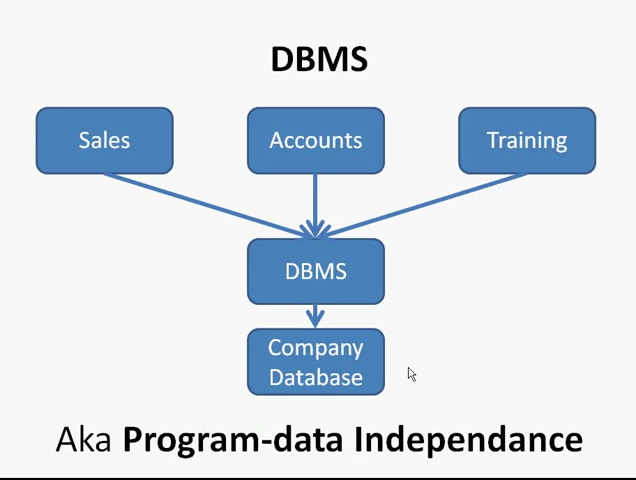 DBMS
Sales
Accounts
Training
DBMS
Company
Database
Aka Program-data Independance